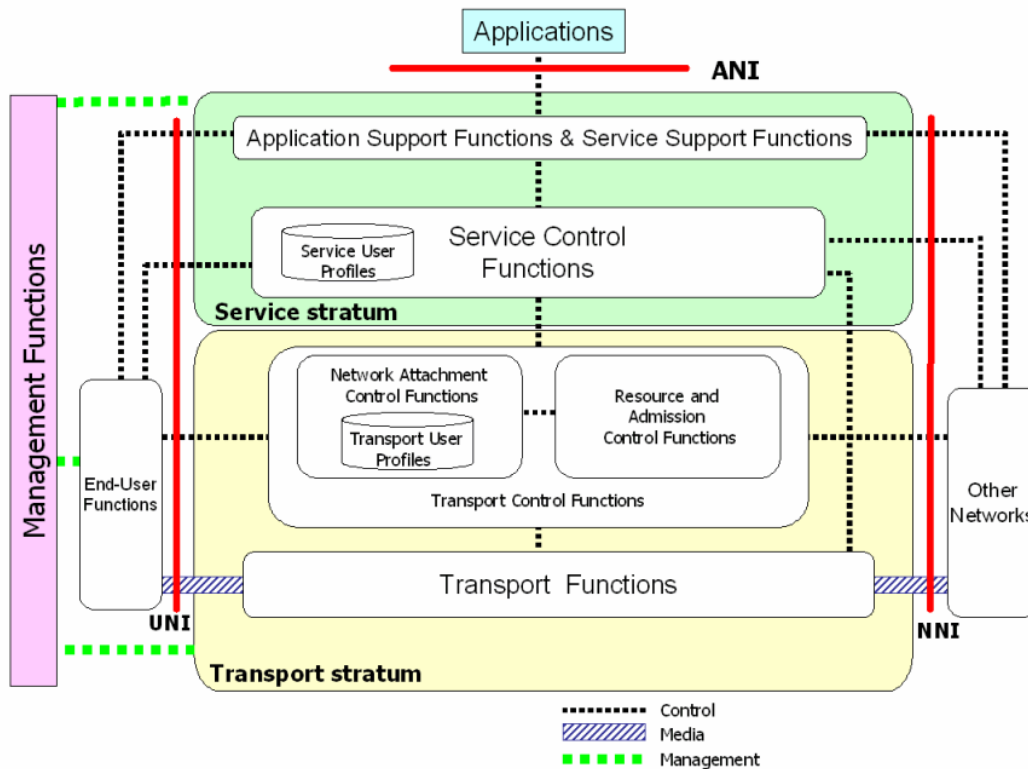 Applications
ANI
Application Support Functions & Service Support Functions
Service User
Profiles
Service Control
Functions
Service stratum
Management Functions
Network Attachment
Control Functions
Transport User
Profiles
Resource and
Admission
Control Functions
Transport Control Functions
End-User
Functions
Other
Networks
Transport Functions
UNI
NNI
Transport stratum
Control
Media
Management